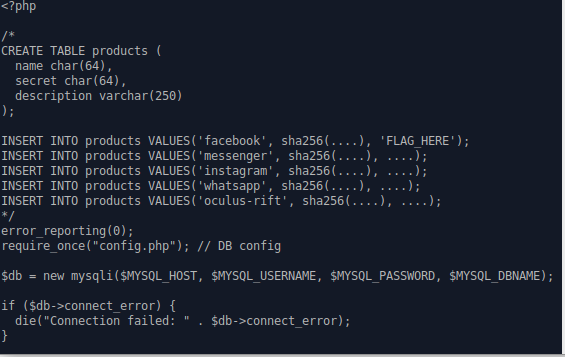 <?php
/*
CREATE TABLE products (
name char(64),
secret char(64),
description varchar(250)
);
INSERT INTO products VALUES('facebook', sha256(....), 'FLAG_HERE');
INSERT INTO products VALUES('messenger', sha256(....), ....);
INSERT INTO products VALUES('instagram', sha256(....), ....);
INSERT INTO products VALUES('whatsapp', sha256(....), ....);
INSERT INTO products VALUES('oculus-rift', sha256(....), ....);
*/
error_reporting(0);
require_once("config.php"); // DB config
$db = new mysqli($MYSQL_HOST, $MYSQL_USERNAME, $MYSQL_PASSWORD, $MYSQL_DBNAME);
if ($db->connect_error) {
die("Connection failed: " . $db->connect_error);
}